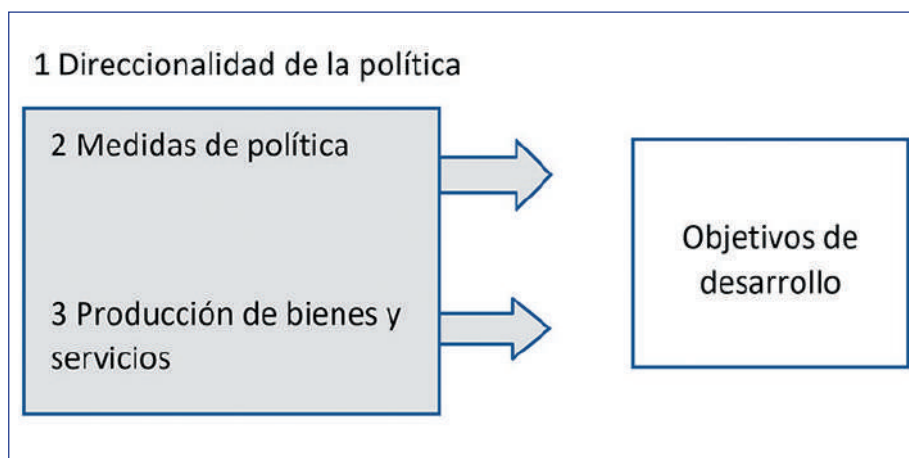 1 Direccionalidad de la política
2 Medidas de política
3 Producción de bienes y
servicios
Objetivos de
desarrollo